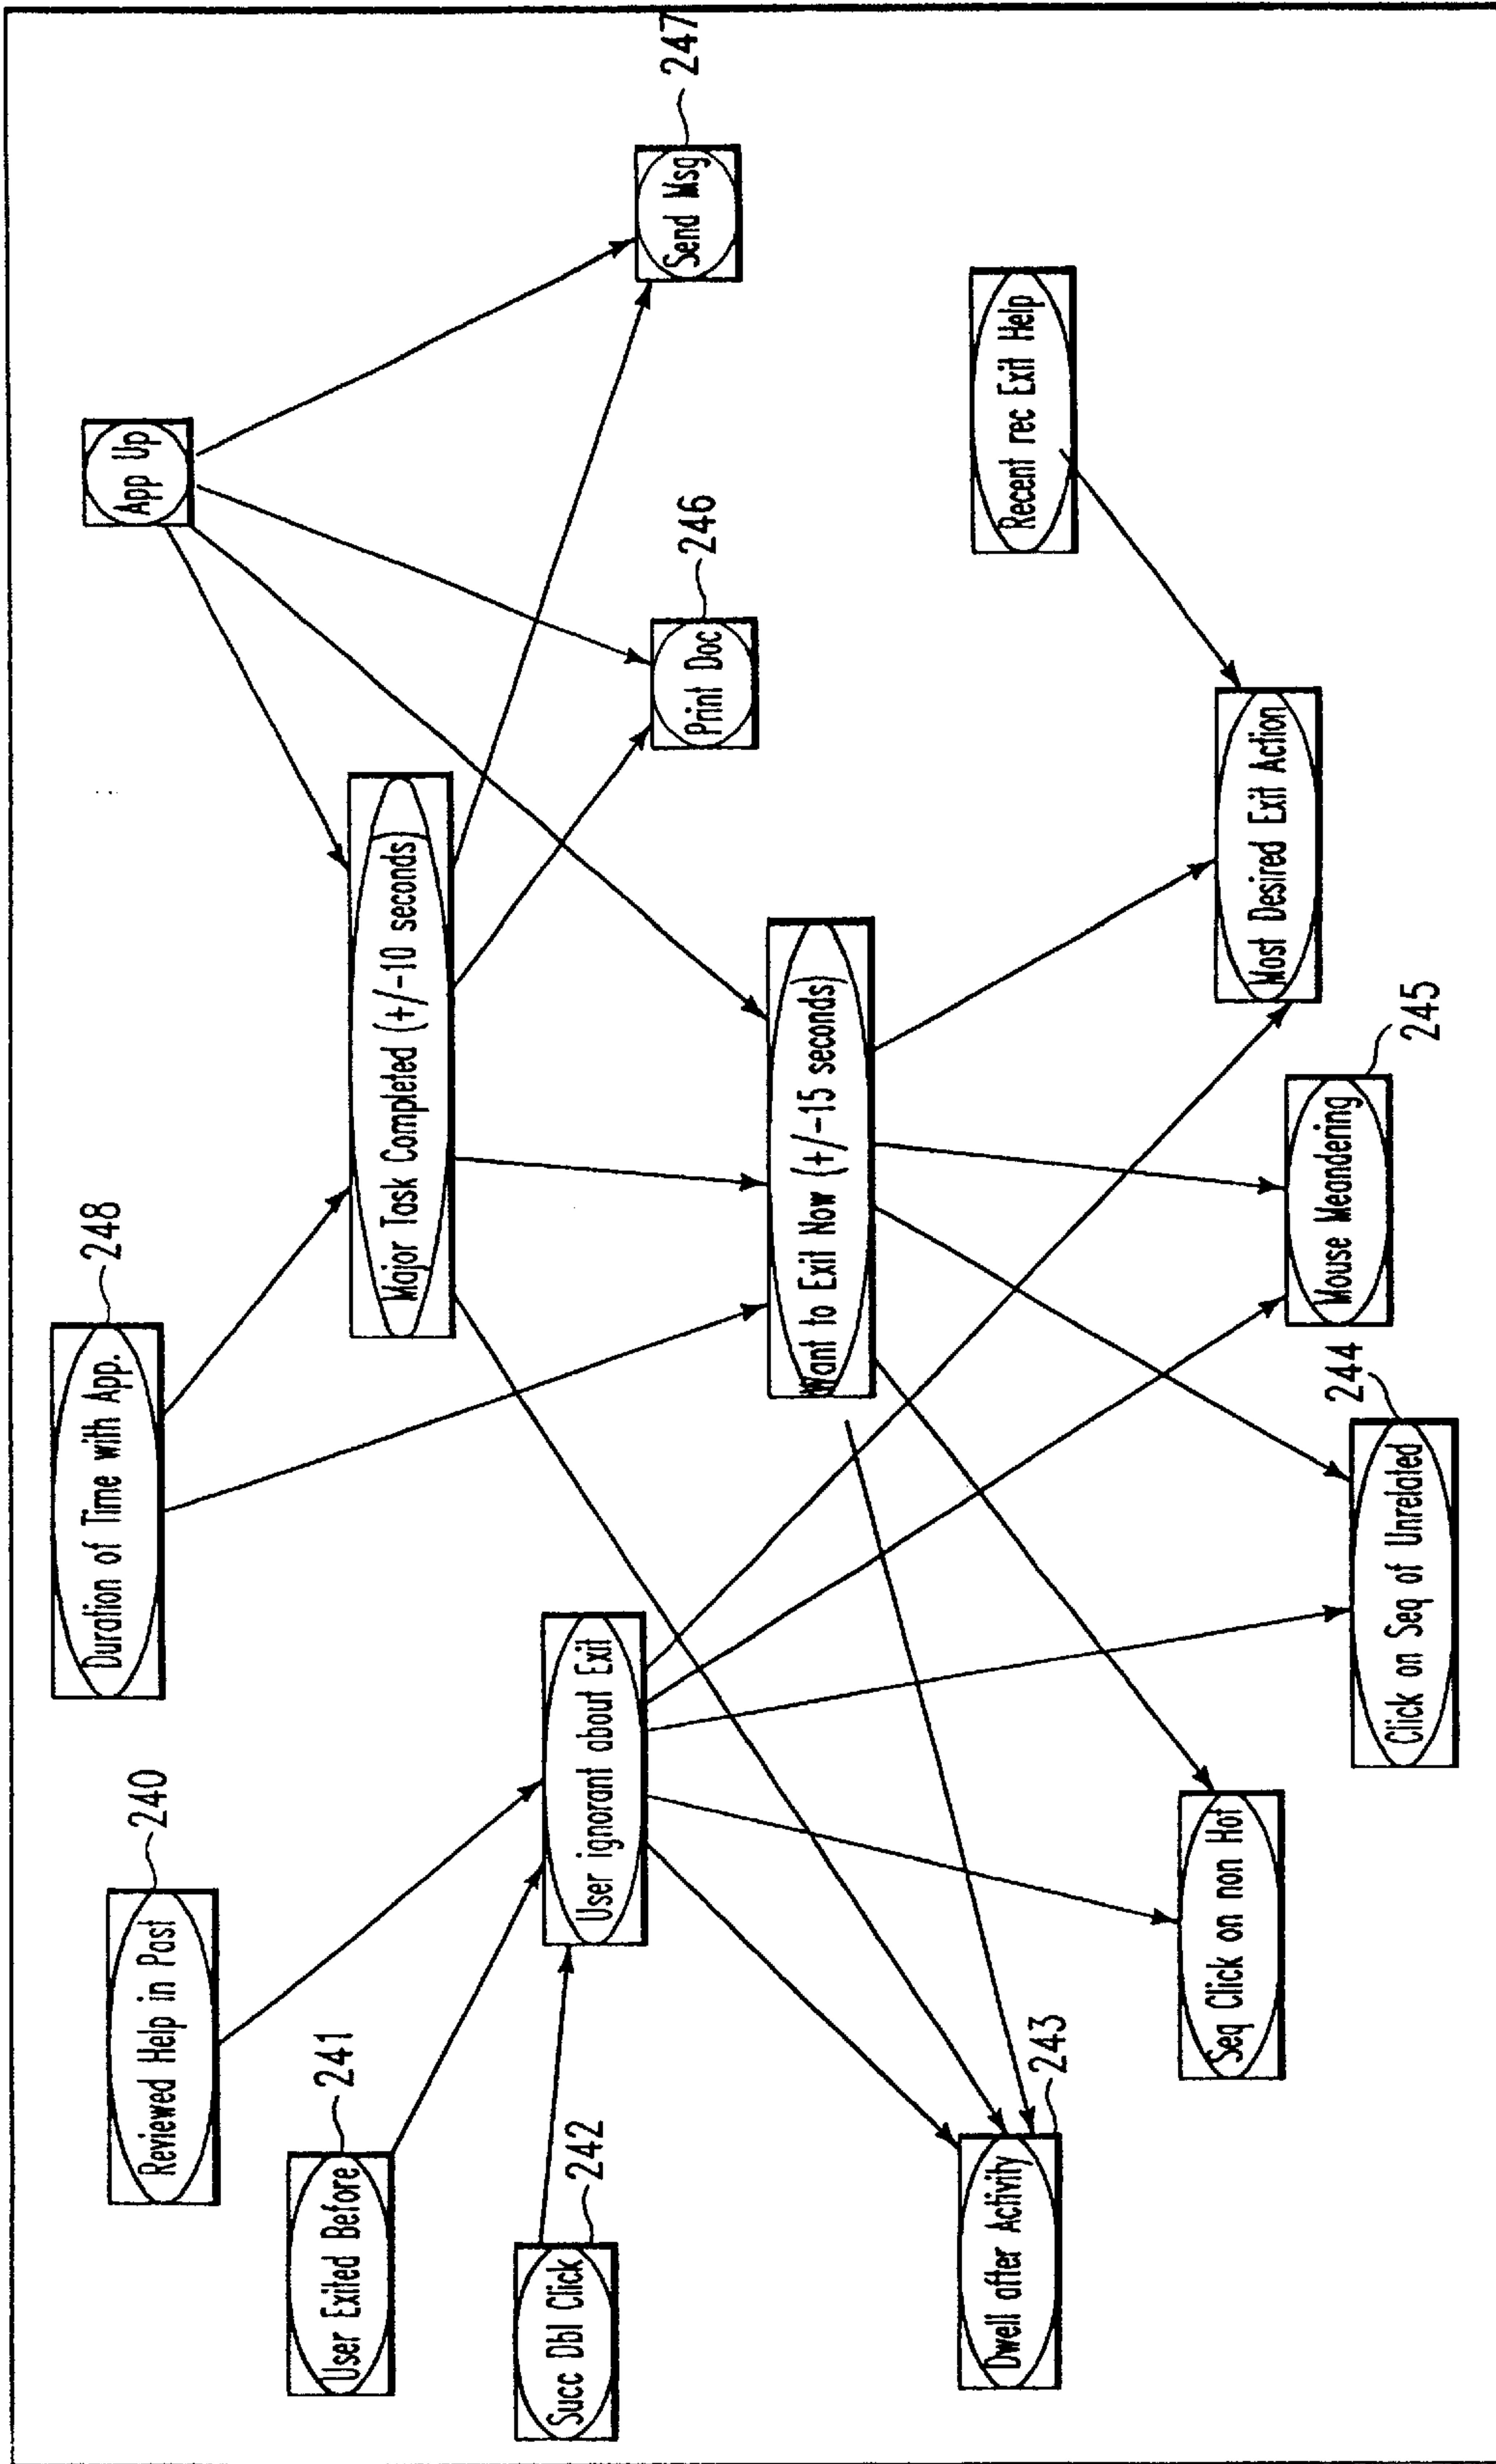 Duration of Time with App.
248
App Up
Reviewed Help in Past
240
User Exited Before
241
Major Task Completed (+/-10 seconds)
Succ Dbl Click
242
User ignorant about Exit
Print Doc
246
Send Msg
247
Want to Exit Now (+/-15 seconds)
Dwell after Activity
243
Recent rec Exit Help
Seq Click on non Hot
Most Desired Exit Action
Mouse Meandering
245
Click on Seq of Unrelated
244